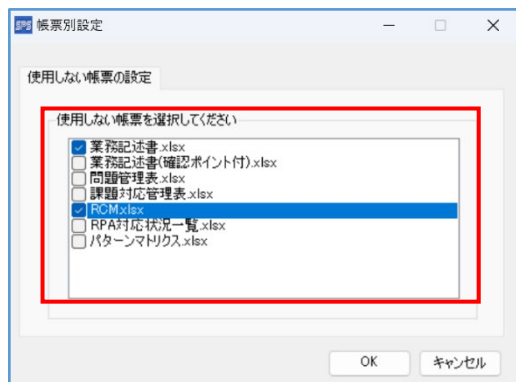 SPS 帳票別設定
使用しない帳票の設定
使用しない帳票を選択してください
業務記述書.xlsx
業務記述書(確認ポイント付).xlsx
問題管理表.xlsx
課題対応管理表.xlsx
RCM.xlsx
RPA対応状況一覧.xlsx
パターンマトリクス.xlsx
OK キャンセル